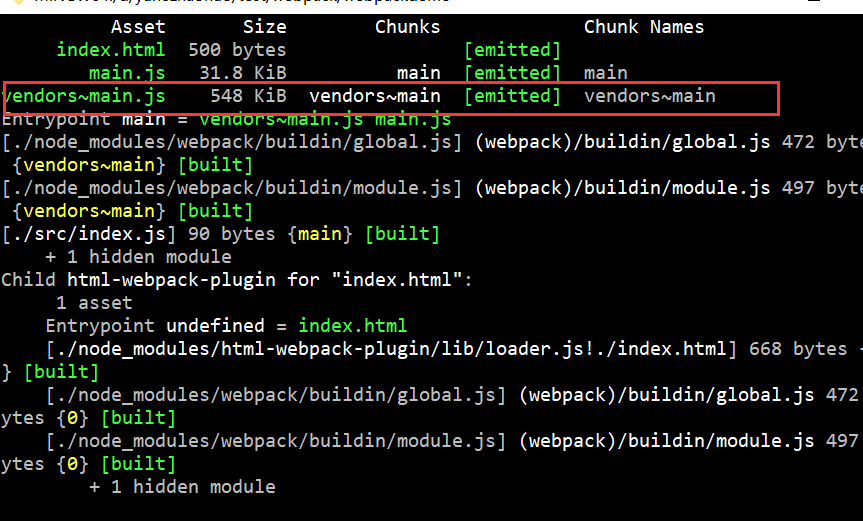 Asset Size Chunks Chunk Names
index.html 500 bytes [emitted]
main.js 31.8 KiB main [emitted] main
vendors~main.js 548 KiB vendors~main [emitted] vendors~main
Entrypoint main = vendors~main.js main.js
[./node_modules/webpack/buildin/global.js] (webpack)/buildin/global.js 472 byte
{vendors~main} [built]
[./node_modules/webpack/buildin/module.js] (webpack)/buildin/module.js 497 byte
{vendors~main} [built]
[./src/index.js] 90 bytes {main} [built]
+ 1 hidden module
Child html-webpack-plugin for "index.html":
1 asset
Entrypoint undefined = index.html
[./node_modules/html-webpack-plugin/lib/loader.js!./index.html] 668 bytes
} [built]
[./node_modules/webpack/buildin/global.js] (webpack)/buildin/global.js 472
ytes {0} [built]
[./node_modules/webpack/buildin/module.js] (webpack)/buildin/module.js 497
ytes {0} [built]
+ 1 hidden module